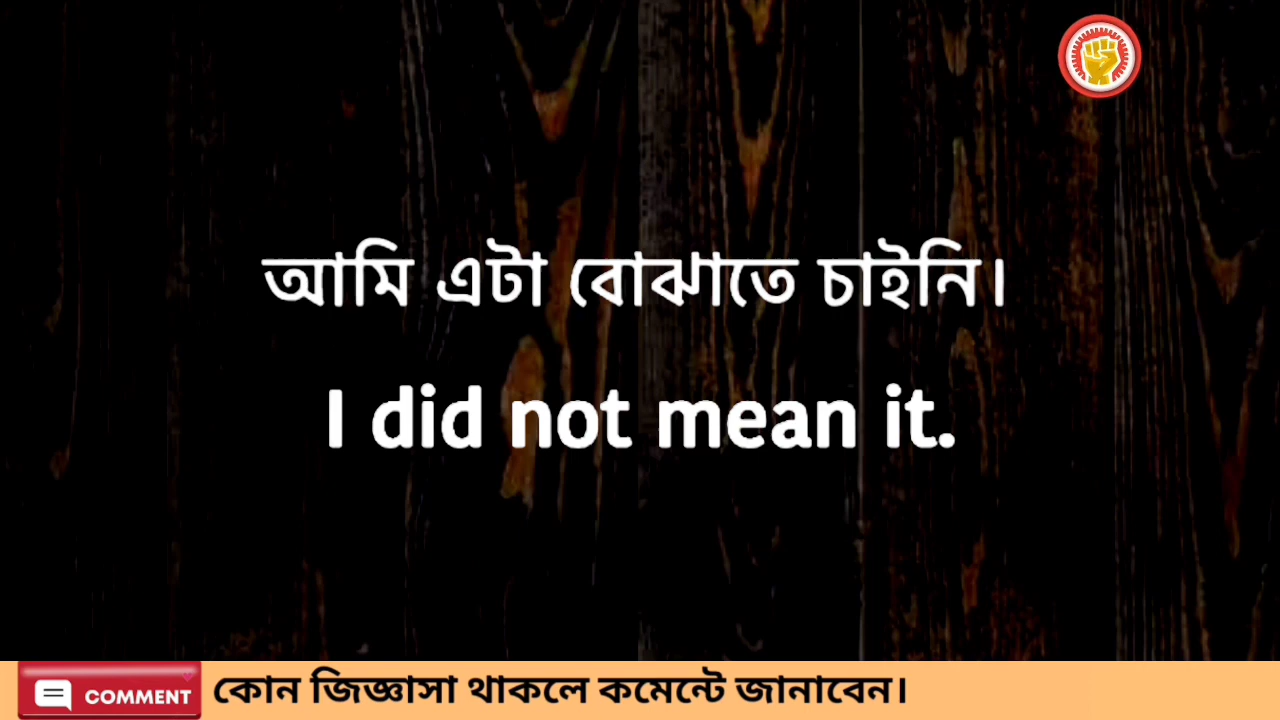 আমি এটা বোঝাতে চাইনি।
I did not mean it.
COMMENT কোন জিজ্ঞাসা থাকলে কমেন্টে জানাবেন।